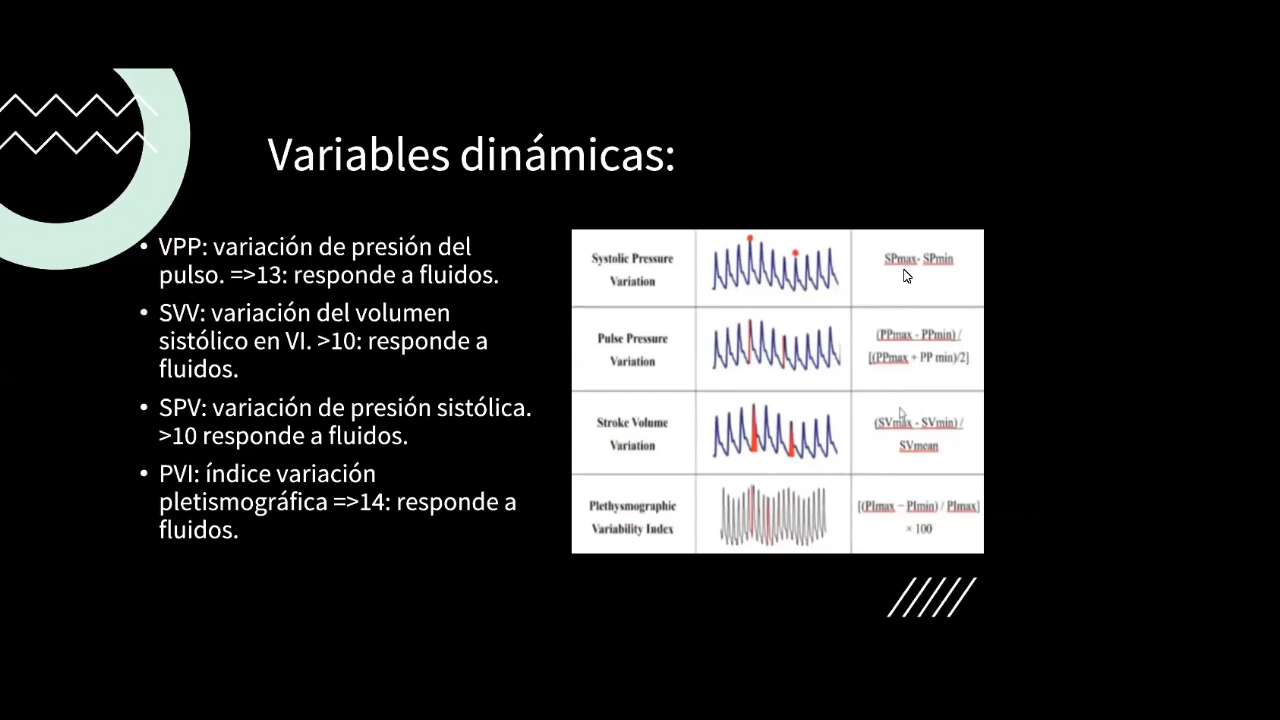 Variables dinámicas:
• VPP: variación de presión del
pulso. =>13: responde a fluidos.
• SVV: variación del volumen
sistólico en VI. >10: responde a
fluidos.
• SPV: variación de presión sistólica.
>10 responde a fluidos.
• PVI: índice variación
pletismográfica =>14: responde a
fluidos.
Systolic Pressure
Variation
SPmax- SPmin
Pulse Pressure
Variation
(PPmax - PPmin) /
[(PPmax + PP min)/2]
Stroke Volume
Variation
(SVmax - SVmin) /
SVmean
Plethysmographic
Variability Index
[(PImax − PImin) / PImax]
× 100